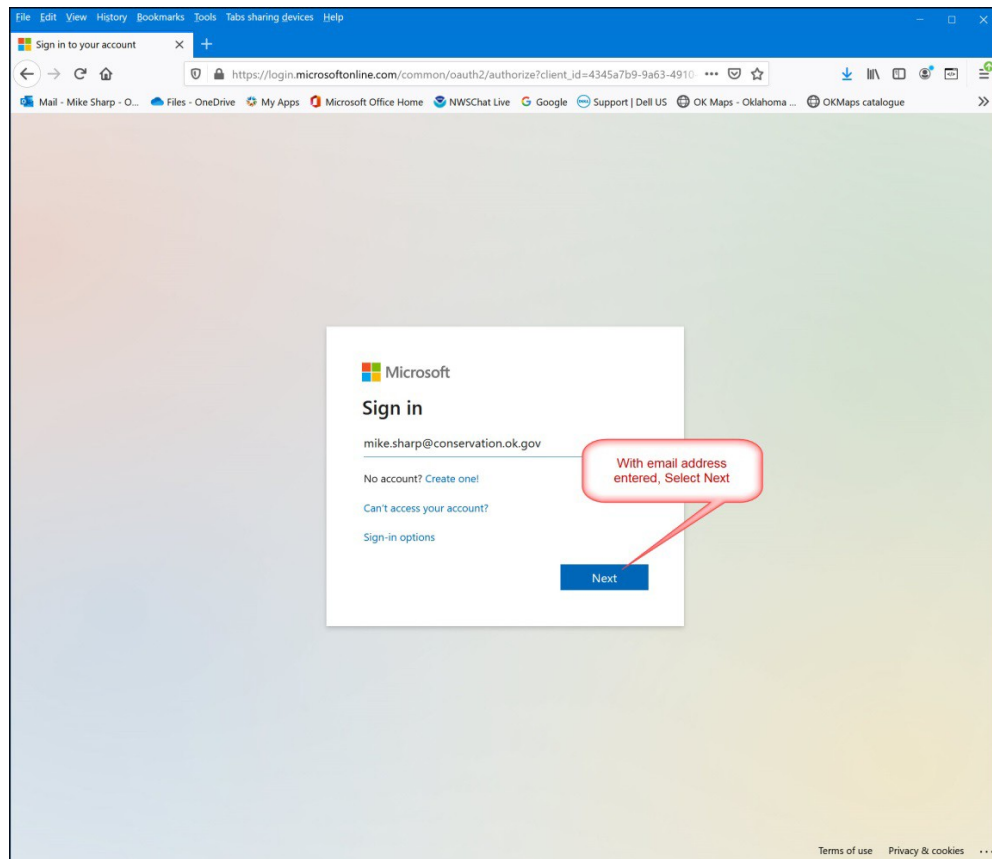 File Edit View History Bookmarks Tools Tabs sharing devices Help
Sign in to your account
https://login.microsoftonline.com/common/oauth2/authorize?client_id=4345a7b9-9a63-4910-
Mail - Mike Sharp - O... Files - OneDrive My Apps Microsoft Office Home NWSChat Live Google Support | Dell US OK Maps - Oklahoma ... OKMaps catalogue
Microsoft
Sign in
mike.sharp@conservation.ok.gov
With email address
entered, Select Next
No account? Create one!
Can't access your account?
Sign-in options
Next
Terms of use Privacy & cookies ...